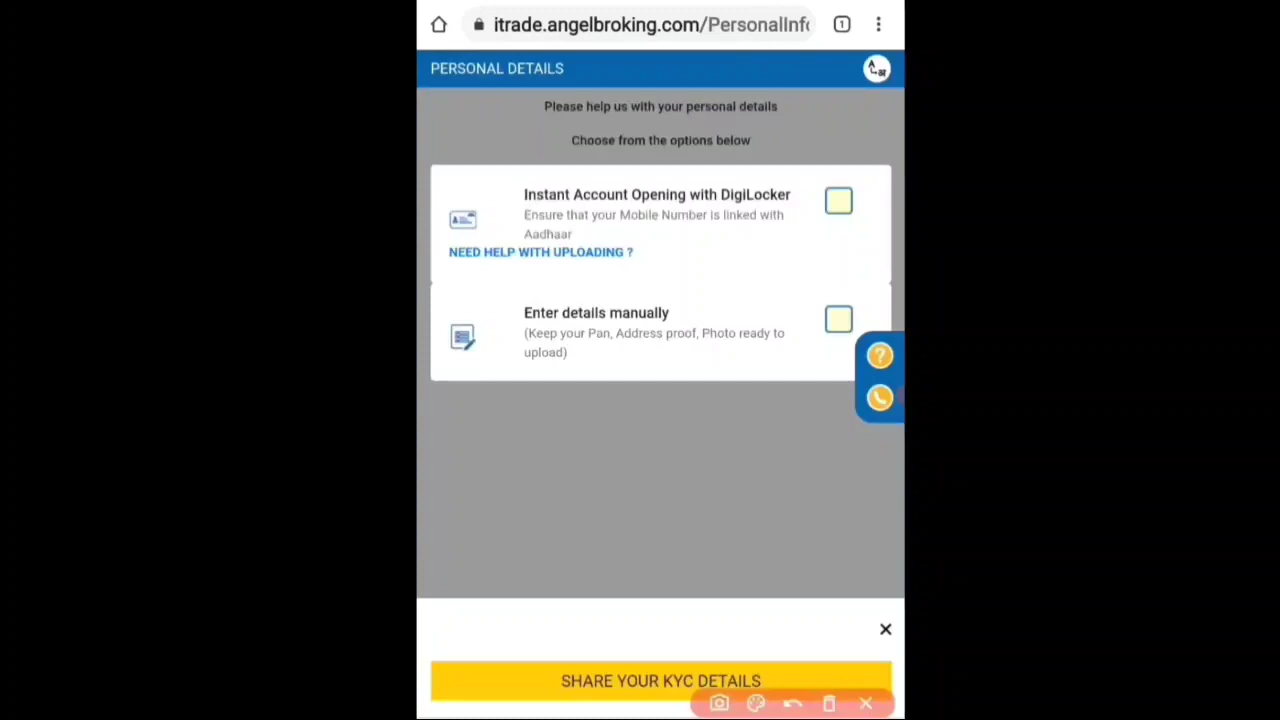 1
itrade.angelbroking.com/PersonalInfo
PERSONAL DETAILS
Please help us with your personal details
Choose from the options below
Instant Account Opening with DigiLocker
Ensure that your Mobile Number is linked with
Aadhaar
NEED HELP WITH UPLOADING ?
Enter details manually
(Keep your Pan, Address proof, Photo ready to
upload)
?
SHARE YOUR KYC DETAILS